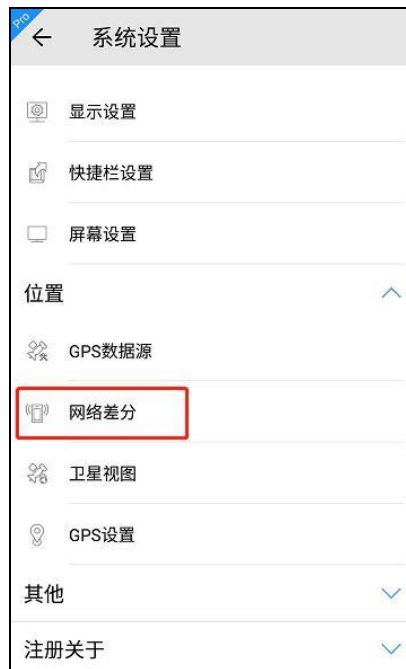 Pro
系统设置
显示设置
快捷栏设置
屏幕设置
位置
GPS数据源
网络差分
卫星视图
GPS设置
其他
注册关于